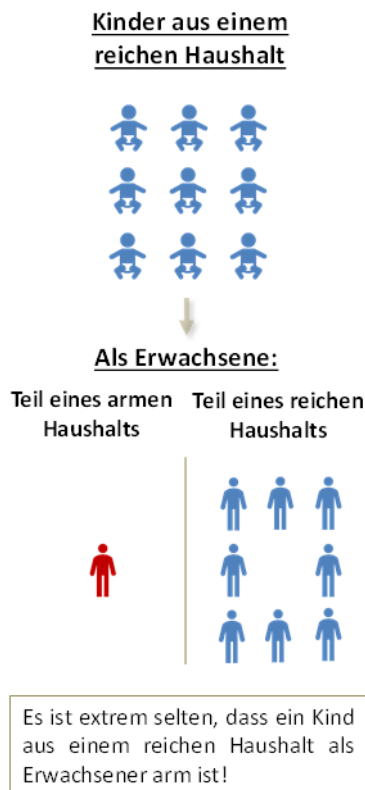 Kinder aus einem
reichen Haushalt
Als Erwachsene:
Teil eines armen
Haushalts
Teil eines reichen
Haushalts
Es ist extrem selten, dass ein Kind
aus einem reichen Haushalt als
Erwachsener arm ist!